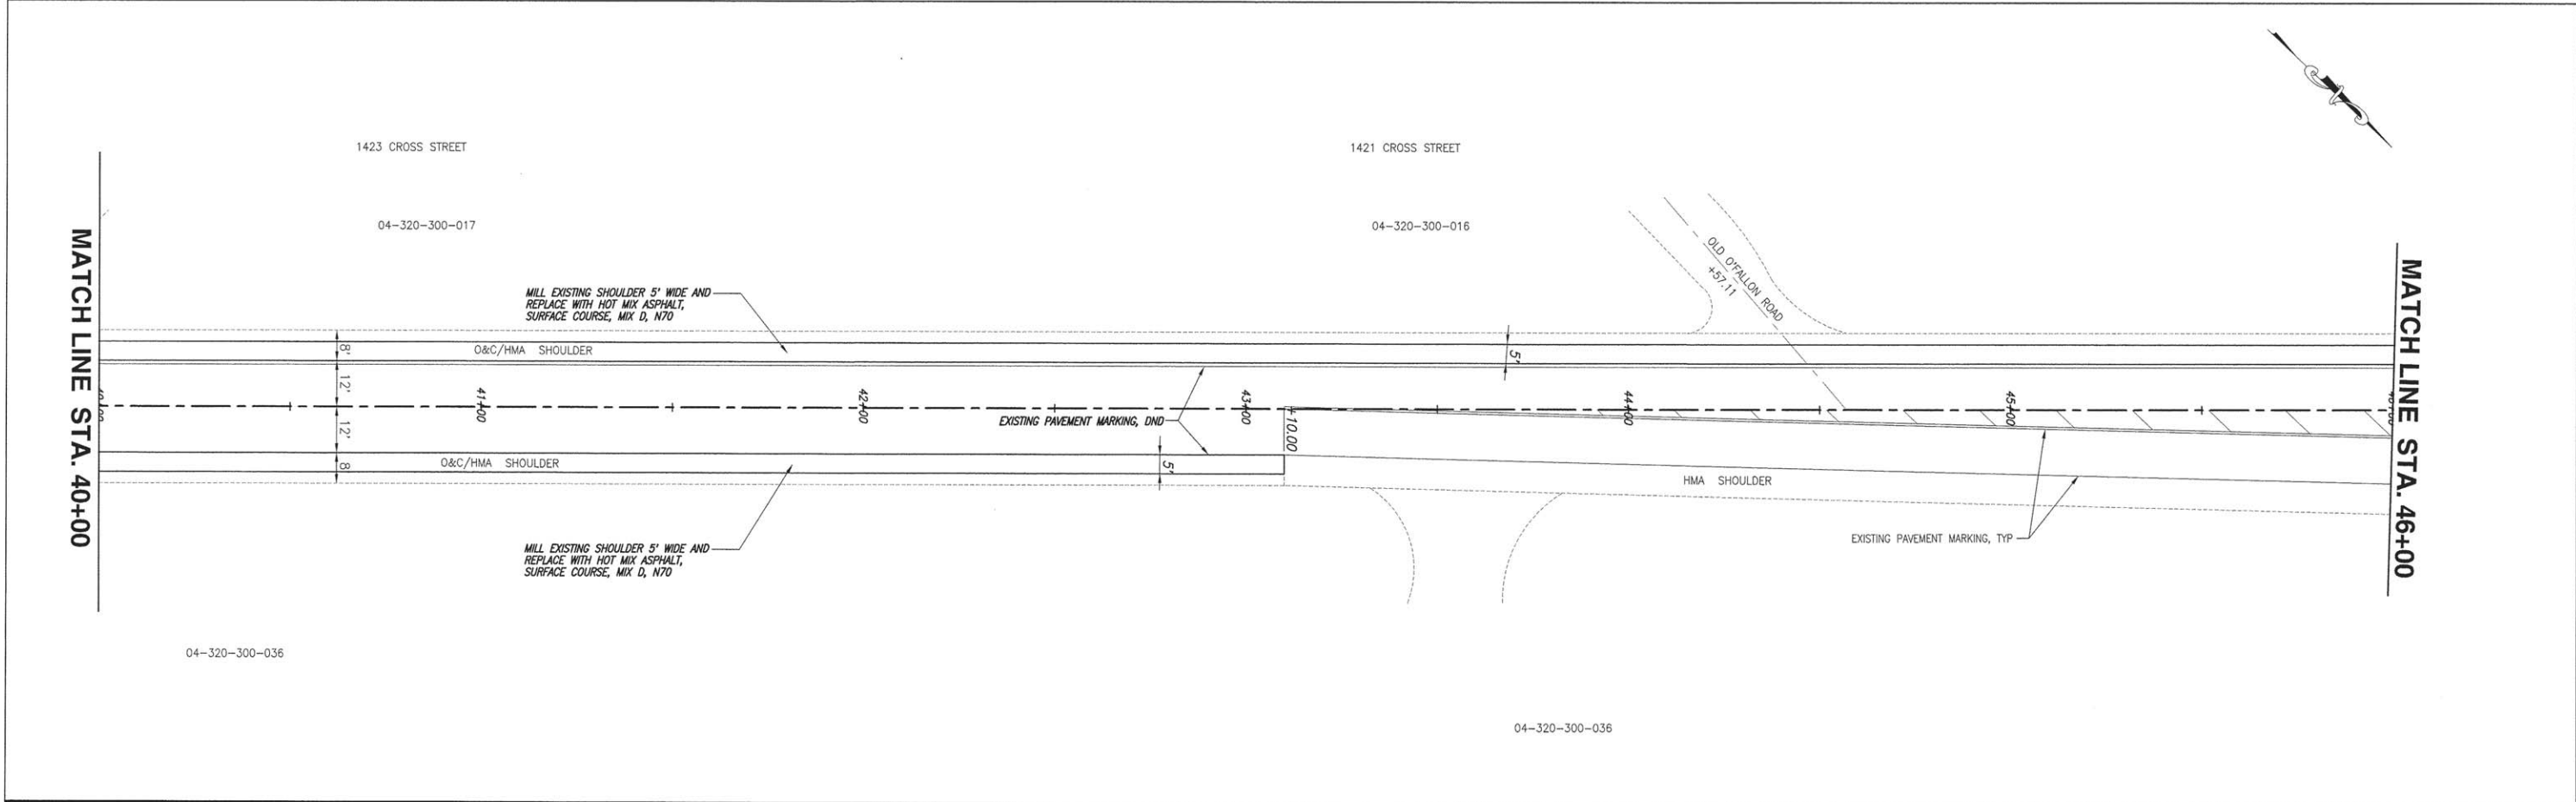 1423 CROSS STREET
1421 CROSS STREET
04-320-300-017
04-320-300-016
OLD O'FALLON ROAD
+57.11
MATCH LINE STA. 40+00
MATCH LINE STA. 46+00
MILL EXISTING SHOULDER 5' WIDE AND
REPLACE WITH HOT MIX ASPHALT,
SURFACE COURSE, MIX D, N70
8'
O&C/HMA SHOULDER
5'
12'
41+00
42+00
43+00
44+00
45+00
EXISTING PAVEMENT MARKING, DND
+10.00
12'
8
O&C/HMA SHOULDER
5'
HMA SHOULDER
EXISTING PAVEMENT MARKING, TYP
MILL EXISTING SHOULDER 5' WIDE AND
REPLACE WITH HOT MIX ASPHALT,
SURFACE COURSE, MIX D, N70
04-320-300-036
04-320-300-036